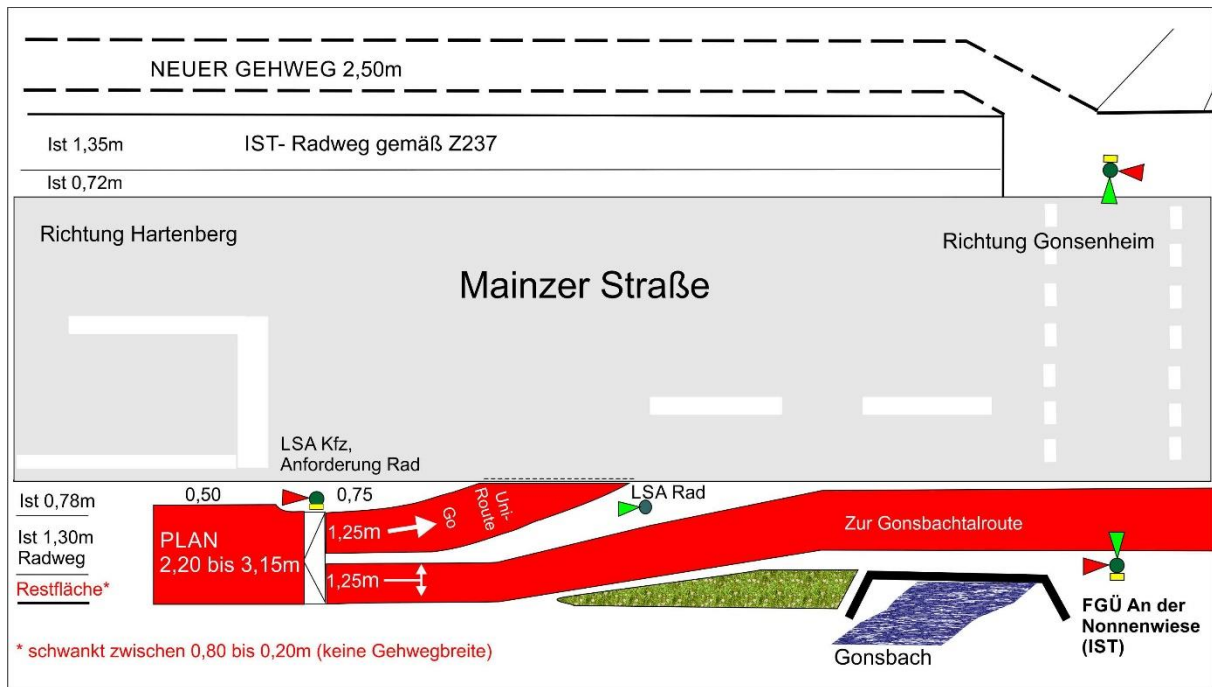 NEUER GEHWEG 2,50m
Ist 1,35m
IST- Radweg gemäß Z237
Ist 0,72m
Richtung Hartenberg
Richtung Gonsenheim
Mainzer Straße
LSA Kfz,
Anforderung Rad
Ist 0,78m
0,50
0,75
LSA Rad
Uni-
Route
Go
Ist 1,30m
Radweg
PLAN
2,20 bis 3,15m
1,25m
Zur Gonsbachtalroute
1,25m
Restfläche*
FGÜ An der
Nonnenwiese
(IST)
* schwankt zwischen 0,80 bis 0,20m (keine Gehwegbreite)
Gonsbach